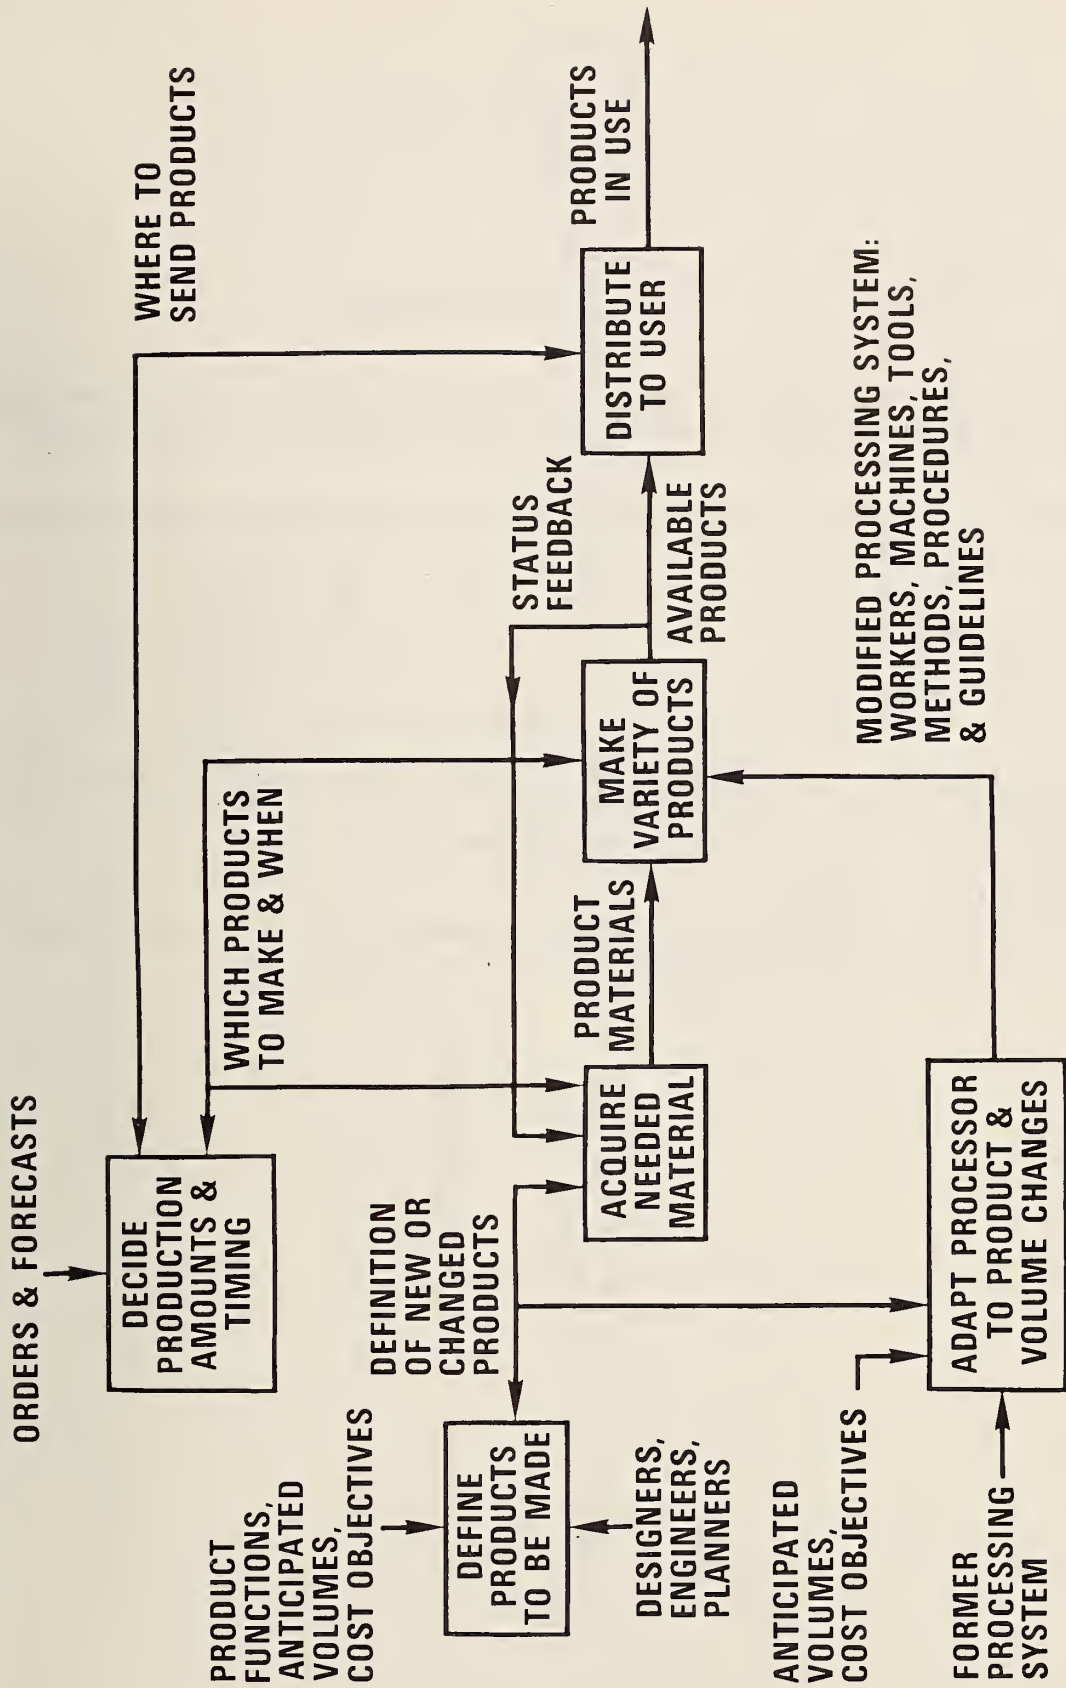 ORDERS & FORECASTS
DECIDE
PRODUCTION
AMOUNTS &
TIMING
WHERE TO
SEND PRODUCTS
WHICH PRODUCTS
TO MAKE & WHEN
PRODUCT
FUNCTIONS,
ANTICIPATED
VOLUMES,
COST OBJECTIVES
DEFINITION
OF NEW OR
CHANGED
PRODUCTS
STATUS
FEEDBACK
DEFINE
PRODUCTS
TO BE MADE
ACQUIRE
NEEDED
MATERIAL
PRODUCT
MATERIALS
MAKE
VARIETY OF
PRODUCTS
AVAILABLE
PRODUCTS
DISTRIBUTE
TO USER
PRODUCTS
IN USE
DESIGNERS,
ENGINEERS,
PLANNERS
ANTICIPATED
VOLUMES,
COST OBJECTIVES
FORMER
PROCESSING
SYSTEM
ADAPT PROCESSOR
TO PRODUCT &
VOLUME CHANGES
MODIFIED PROCESSING SYSTEM:
WORKERS, MACHINES, TOOLS,
METHODS, PROCEDURES,
& GUIDELINES